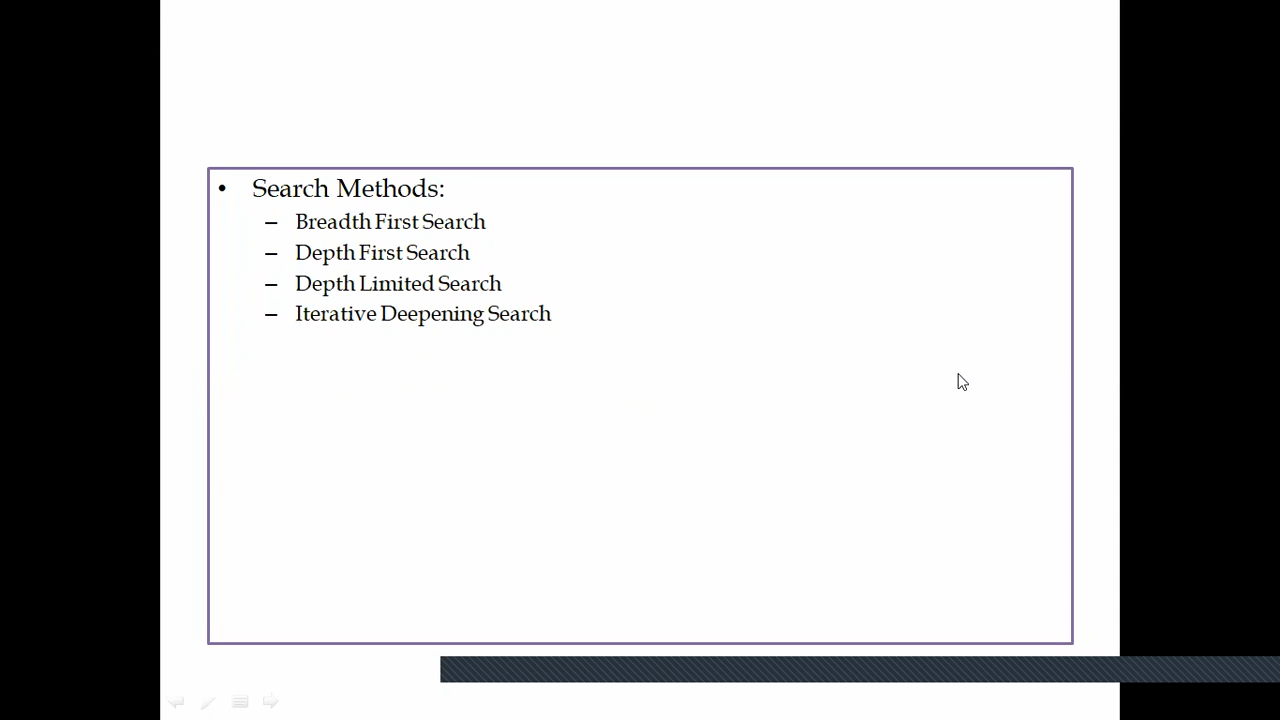 • Search Methods:
– Breadth First Search
– Depth First Search
– Depth Limited Search
– Iterative Deepening Search